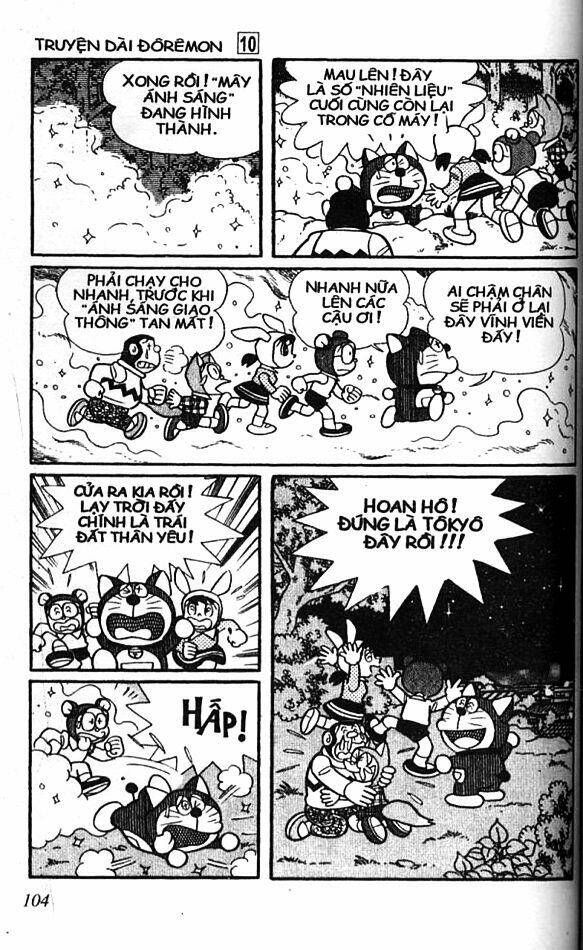 TRUYỆN DÀI ĐÔRÊMON 10
XONG RỒI! "MÂY
ÁNH SÁNG"
ĐANG HÌNH
THÀNH.
MAU LÊN! ĐÂY
LÀ SỐ "NHIÊN LIỆU"
CUỐI CÙNG CÒN LẠI
TRONG CỖ MÁY!
PHẢI CHẠY CHO
NHANH, TRƯỚC KHI
"ÁNH SÁNG GIAO
THÔNG" TAN MẤT!
NHANH NỮA
LÊN CÁC
CẬU ƠI!
AI CHẬM CHÂN
SẼ PHẢI Ở LẠI
ĐÂY VĨNH VIỄN
ĐẤY!
CỬA RA KIA RỒI!
LẠY TRỜI ĐẤY
CHÍNH LÀ TRÁI
ĐẤT THÂN YÊU!
HẤP!
HOAN HÔ!
ĐÚNG LÀ TÔKYÔ
ĐÂY RỒI!!!
104